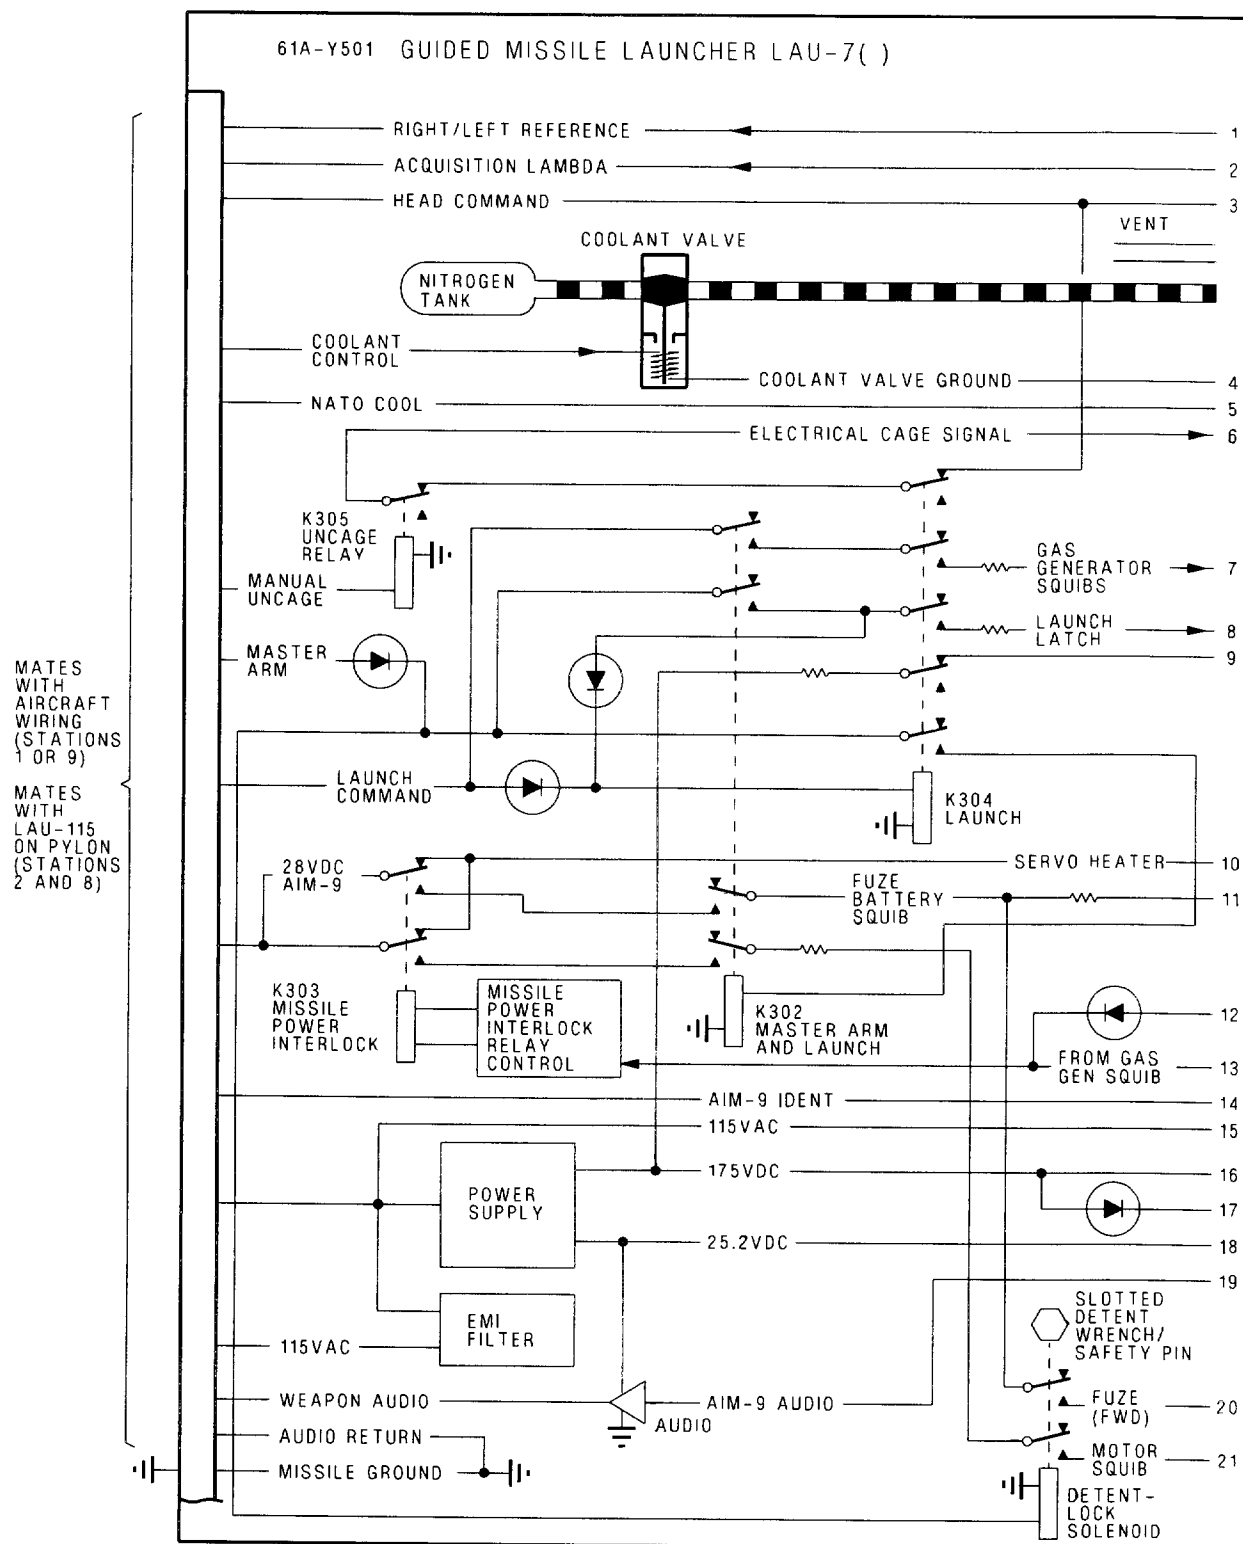 61A-Y501 GUIDED MISSILE LAUNCHER LAU-7( )
RIGHT/LEFT REFERENCE
1
ACQUISITION LAMBDA
2
HEAD COMMAND
3
VENT
COOLANT VALVE
NITROGEN
TANK
COOLANT
CONTROL
COOLANT VALVE GROUND
4
NATO COOL
5
ELECTRICAL CAGE SIGNAL
6
K305
UNCAGE
RELAY
GAS
GENERATOR
SQUIBS
7
MANUAL
UNCAGE
LAUNCH
LATCH
8
MASTER
ARM
9
MATES
WITH
AIRCRAFT
WIRING
(STATIONS
1 OR 9)
MATES
WITH
LAU-115
ON PYLON
(STATIONS
2 AND 8)
LAUNCH
COMMAND
K304
LAUNCH
28VDC
AIM-9
SERVO HEATER
10
FUZE
BATTERY
SQUIB
11
K303
MISSILE
POWER
INTERLOCK
MISSILE
POWER
INTERLOCK
RELAY
CONTROL
K302
MASTER ARM
AND LAUNCH
12
FROM GAS
GEN SQUIB
13
AIM-9 IDENT
14
115VAC
15
POWER
SUPPLY
175VDC
16
17
25.2VDC
18
19
EMI
FILTER
115VAC
SLOTTED
DETENT
WRENCH/
SAFETY PIN
WEAPON AUDIO
AIM-9 AUDIO
AUDIO
FUZE
(FWD)
20
AUDIO RETURN
MOTOR
SQUIB
21
MISSILE GROUND
DETENT-
LOCK
SOLENOID